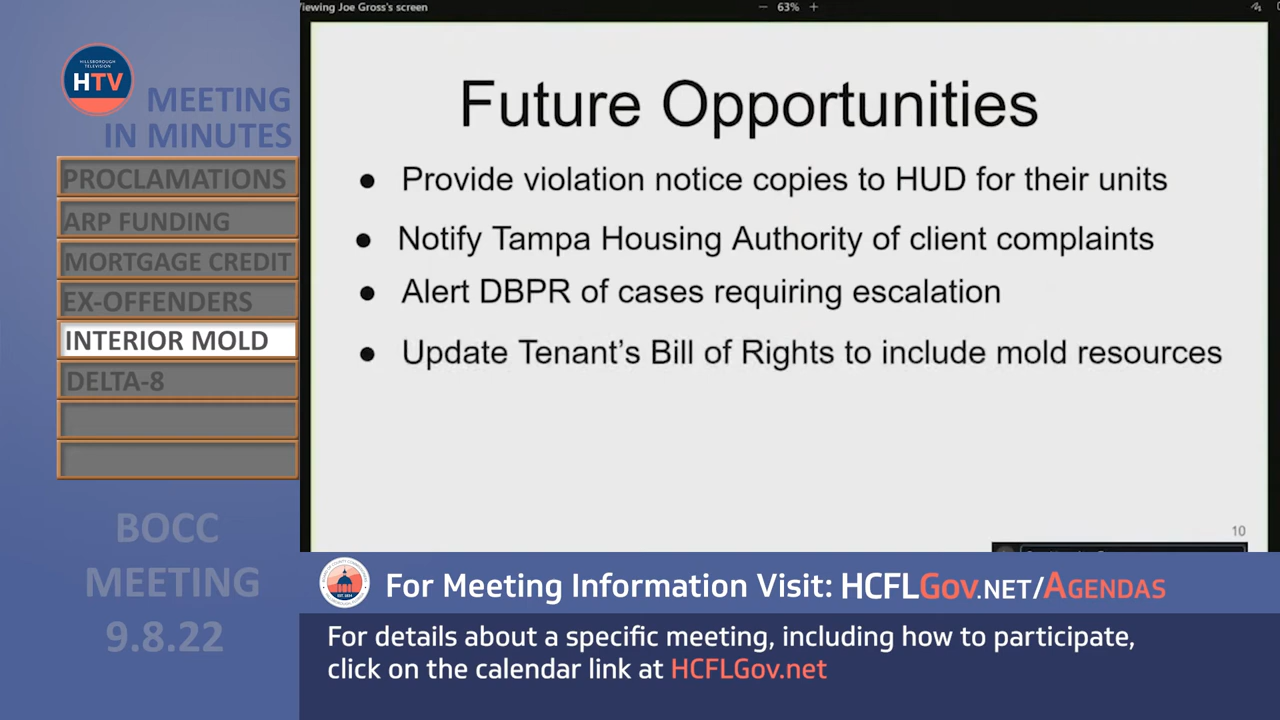 Viewing Joe Gross's screen
63%
HILLSBOROUGH
TELEVISION
HTV
MEETING
IN MINUTES
PROCLAMATIONS
ARP FUNDING
MORTGAGE CREDIT
EX-OFFENDERS
INTERIOR MOLD
DELTA-8
BOCC
MEETING
9.8.22
Future Opportunities
● Provide violation notice copies to HUD for their units
● Notify Tampa Housing Authority of client complaints
● Alert DBPR of cases requiring escalation
● Update Tenant's Bill of Rights to include mold resources
10
For Meeting Information Visit: HCFLGov.net/Agendas
For details about a specific meeting, including how to participate,
click on the calendar link at HCFLGov.net